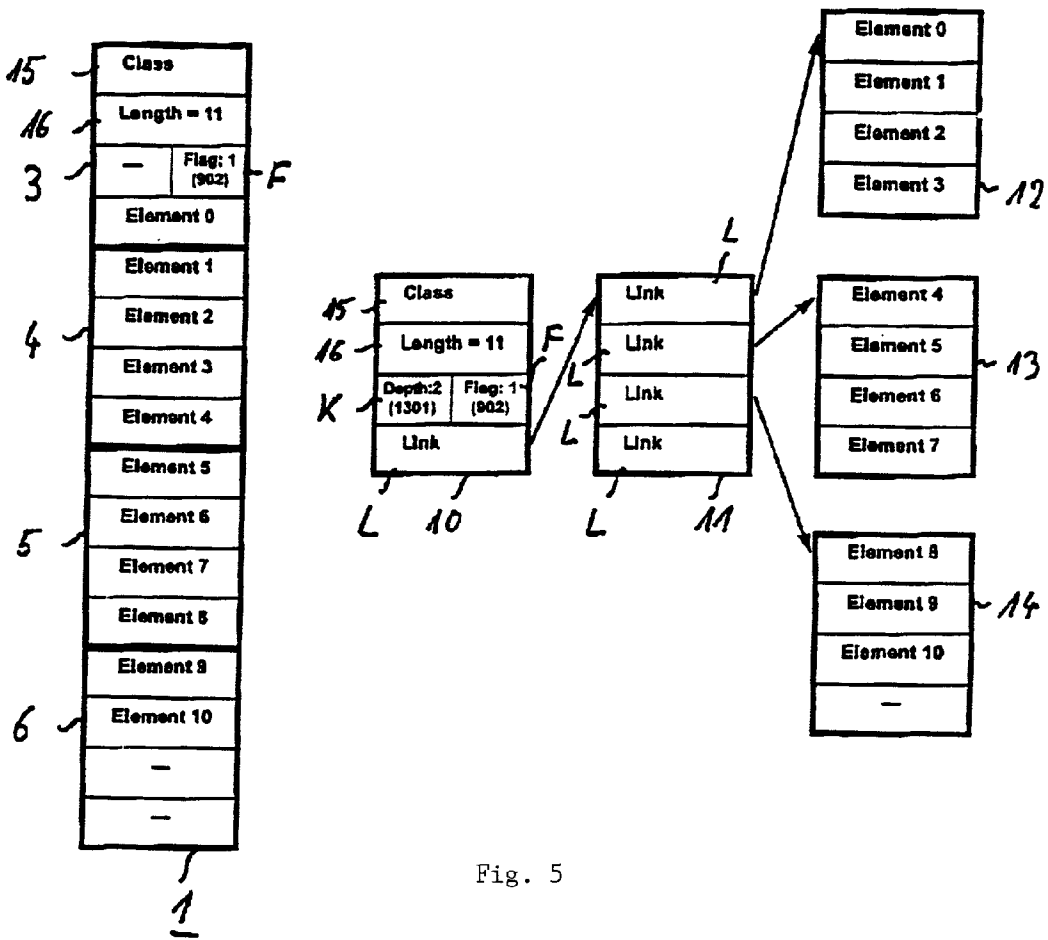 15
Class
16
Length = 11
3
—
Flag: 1
(902)
F
Element 0
Element 1
4
Element 2
Element 3
Element 4
Element 5
5
Element 6
Element 7
Element 8
Element 9
6
Element 10
—
—
1
15
Class
16
Length = 11
F
K
Depth:2
(1301)
Flag: 1
(902)
Link
L
10
L
Link
L
Link
L
Link
Link
L
11
Element 0
Element 1
Element 2
Element 3
12
Element 4
Element 5
13
Element 6
Element 7
Element 8
Element 9
14
Element 10
—
Fig. 5